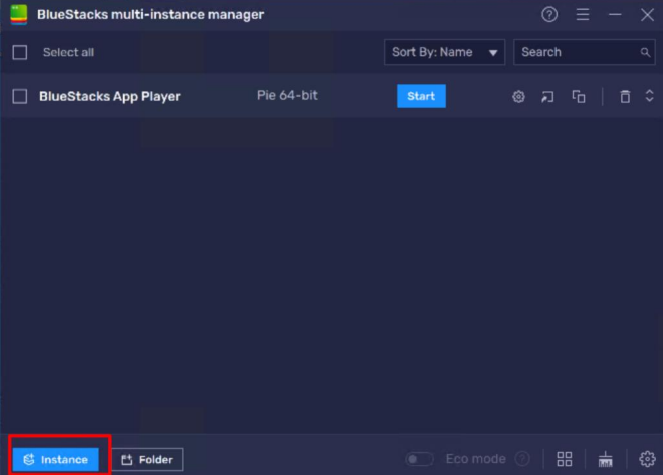 BlueStacks multi-instance manager
Select all
Sort By: Name
Search
BlueStacks App Player
Pie 64-bit
Start
Instance
Folder
Eco mode